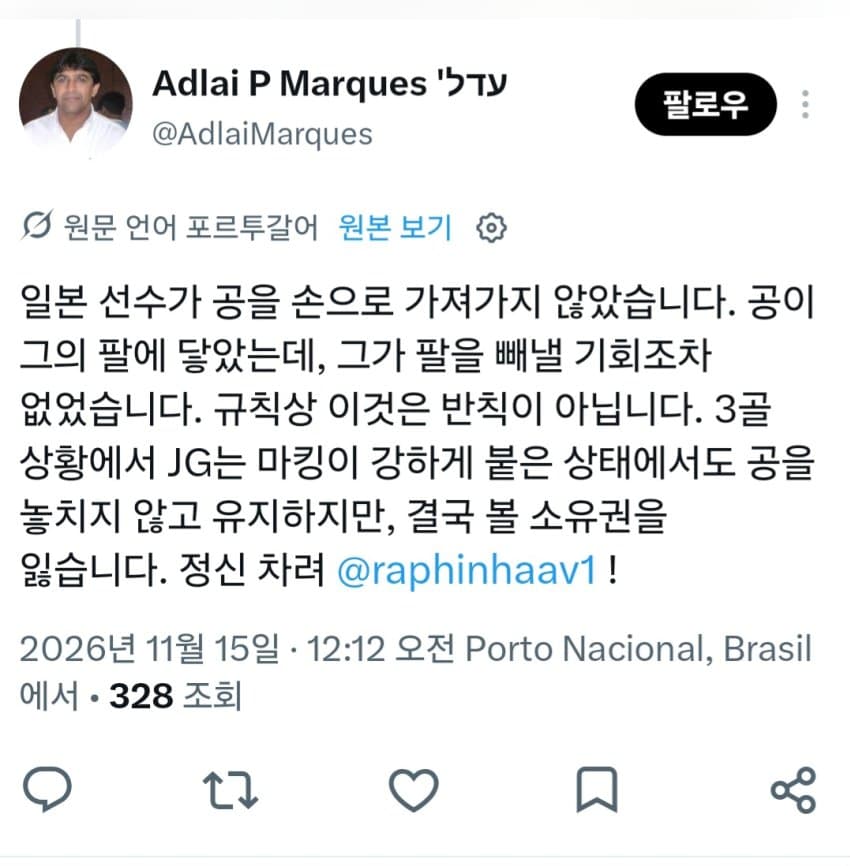 Adlai P Marques עדל'
@AdlaiMarques
팔로우
원문 언어 포르투갈어 원본 보기
일본 선수가 공을 손으로 가져가지 않았습니다. 공이
그의 팔에 닿았는데, 그가 팔을 빼낼 기회조차
없었습니다. 규칙상 이것은 반칙이 아닙니다. 3골
상황에서 JG는 마킹이 강하게 붙은 상태에서도 공을
놓치지 않고 유지하지만, 결국 볼 소유권을
잃습니다. 정신 차려 @raphinhaav1 !
2026년 11월 15일 · 12:12 오전 Porto Nacional, Brasil
에서 · 328 조회